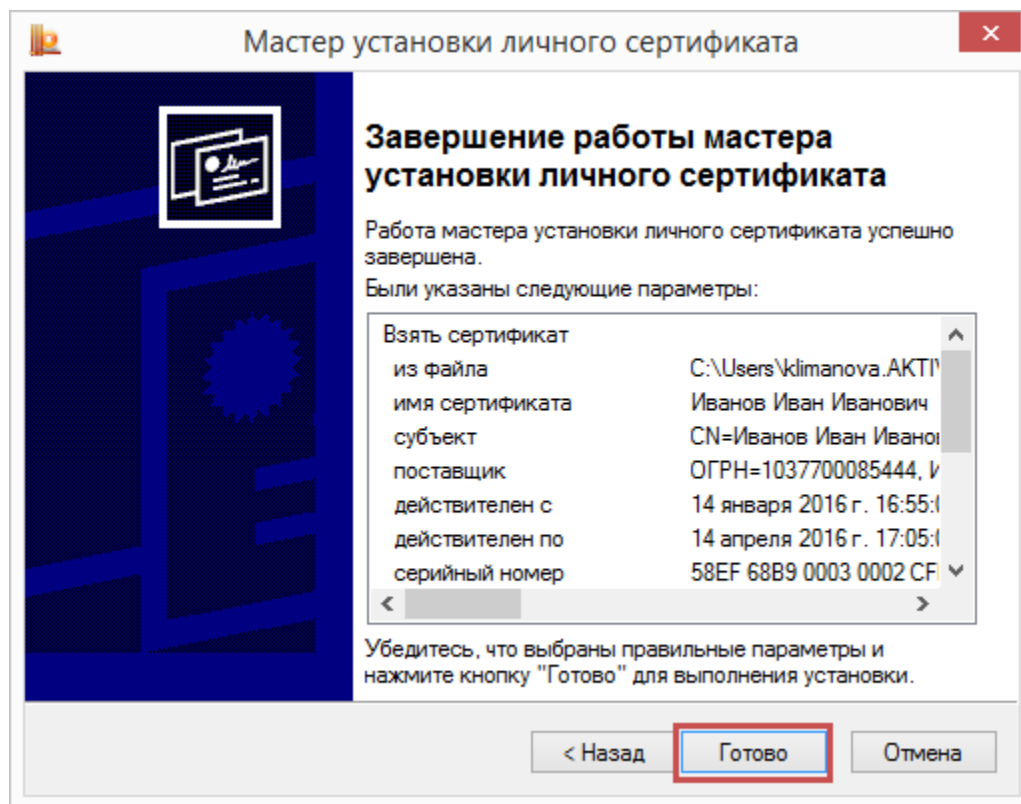 Мастер установки личного сертификата
Завершение работы мастера
установки личного сертификата
Работа мастера установки личного сертификата успешно
завершена.
Были указаны следующие параметры:
Взять сертификат
из файла C:\Users\klimanova.AKTI
имя сертификата Иванов Иван Иванович
субъект CN=Иванов Иван Ивано
поставщик ОГРН=1037700085444, И
действителен с 14 января 2016 г. 16:55:
действителен по 14 апреля 2016 г. 17:05:
серийный номер 58EF 68B9 0003 0002 CF
Убедитесь, что выбраны правильные параметры и
нажмите кнопку "Готово" для выполнения установки.
< Назад Готово Отмена